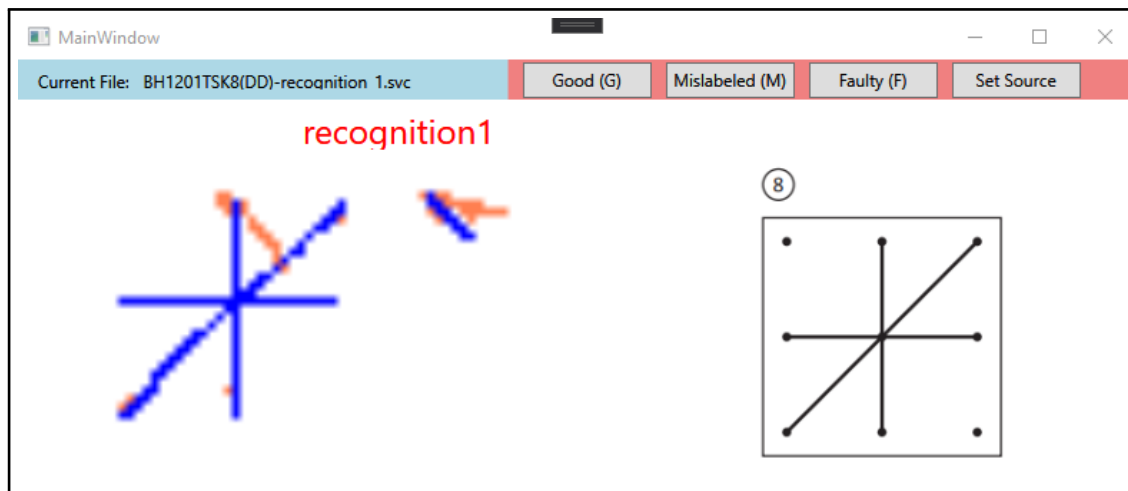 MainWindow
Current File: BH1201TSK8(DD)-recognition 1.svc
Good (G)
Mislabeled (M)
Faulty (F)
Set Source
recognition1
8